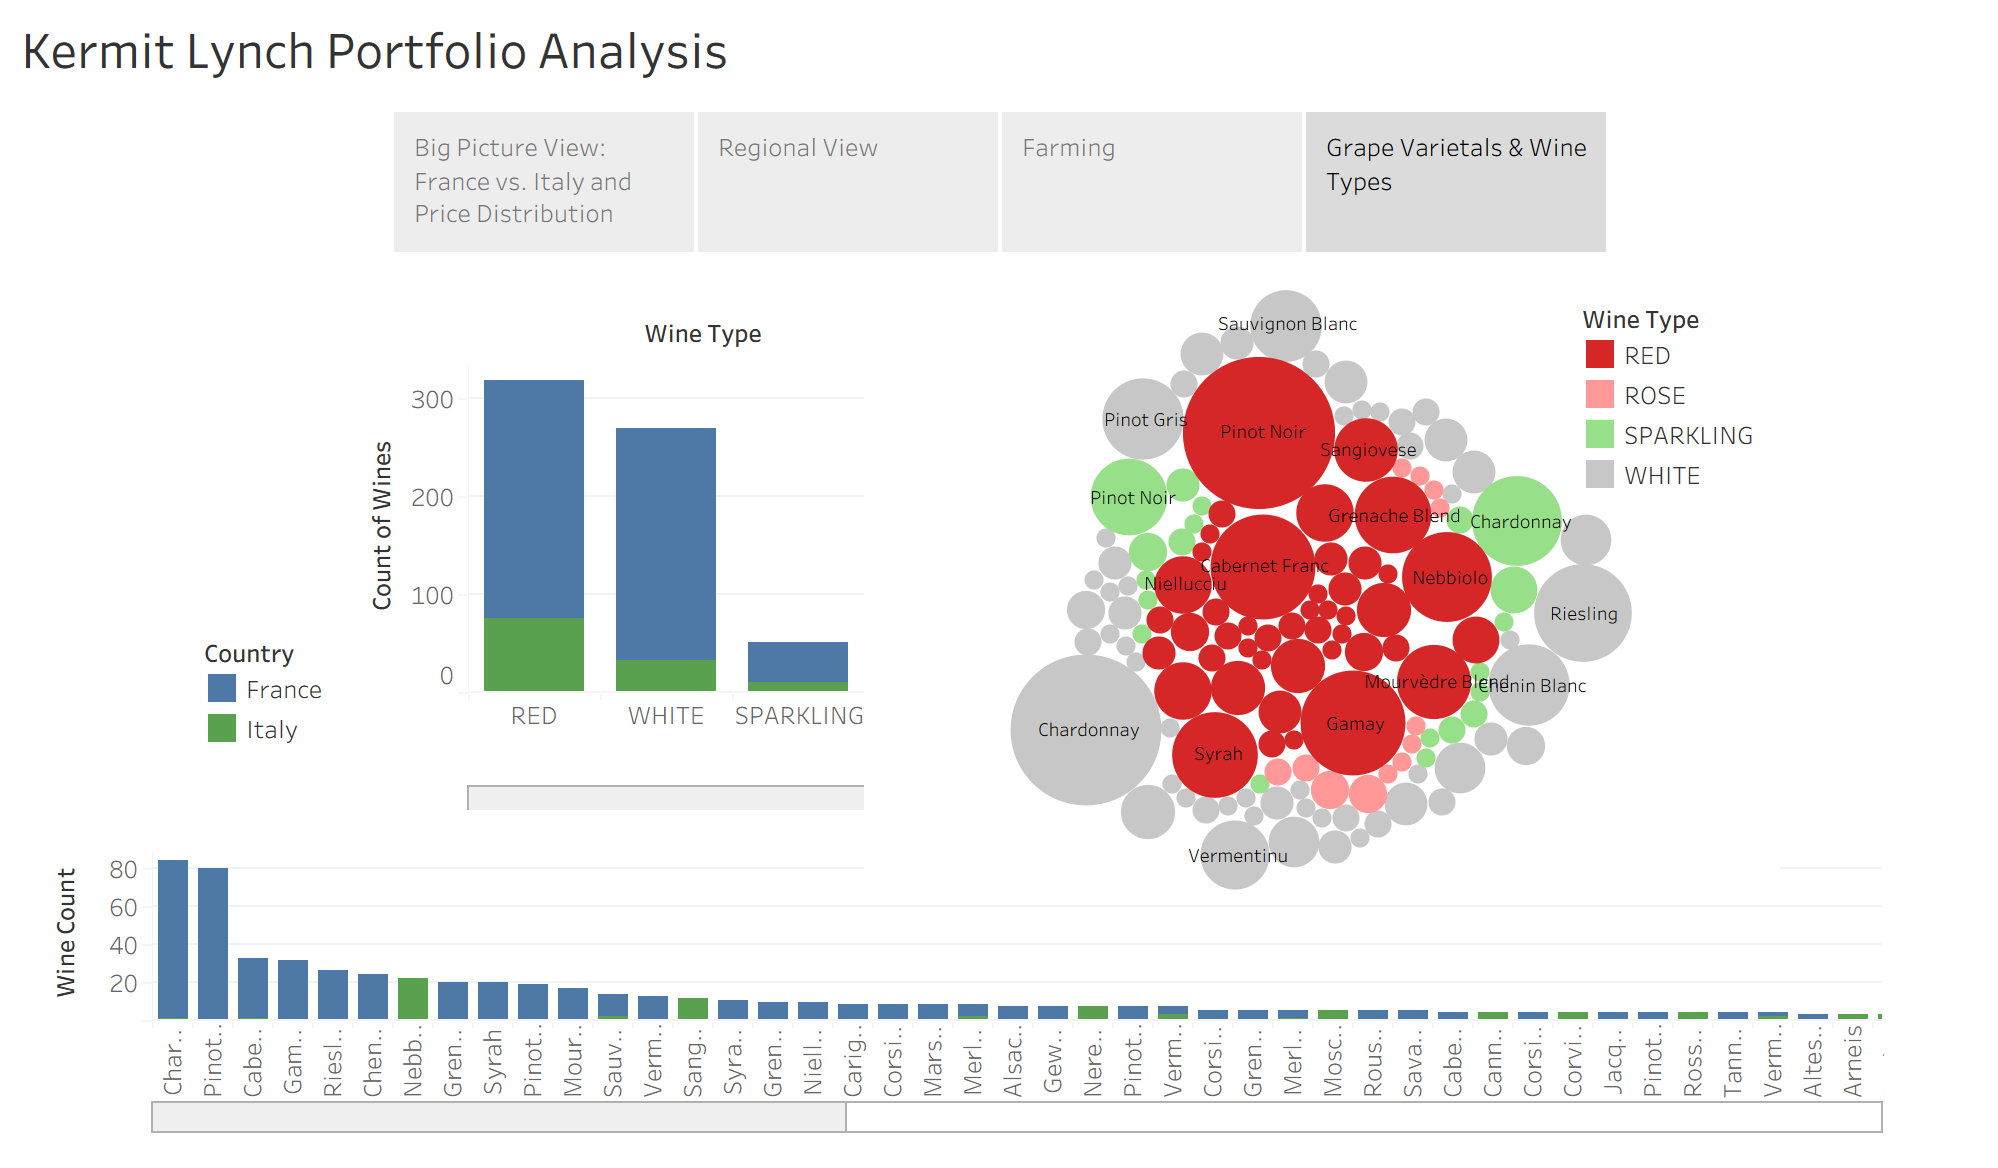 Kermit Lynch Portfolio Analysis
Big Picture View:
France vs. Italy and
Price Distribution
Regional View
Farming
Grape Varietals & Wine
Types
Wine Type
Count of Wines
300
200
100
0
RED
WHITE
SPARKLING
Country
France
Italy
Sauvignon Blanc
Pinot Gris
Pinot Noir
Sangiovese
Pinot Noir
Grenache Blend
Chardonnay
Cabernet Franc
Niellucciu
Nebbiolo
Riesling
Mourvèdre Blend
Chenin Blanc
Chardonnay
Gamay
Syrah
Vermentinu
Wine Type
RED
ROSE
SPARKLING
WHITE
Wine Count
80
60
40
20
Char..
Pinot..
Cabe..
Gam..
Riesl..
Chen..
Nebb..
Gren..
Syrah
Pinot..
Mour..
Sauv..
Verm..
Sang..
Syra..
Gren..
Niell..
Carig..
Corsi..
Mars..
Merl..
Alsac..
Gew..
Nere..
Pinot..
Verm..
Corsi..
Gren..
Merl..
Mosc..
Rous..
Sava..
Cabe..
Cann..
Corsi..
Corvi..
Jacq..
Pinot..
Ross..
Tann..
Verm..
Altes..
Arneis